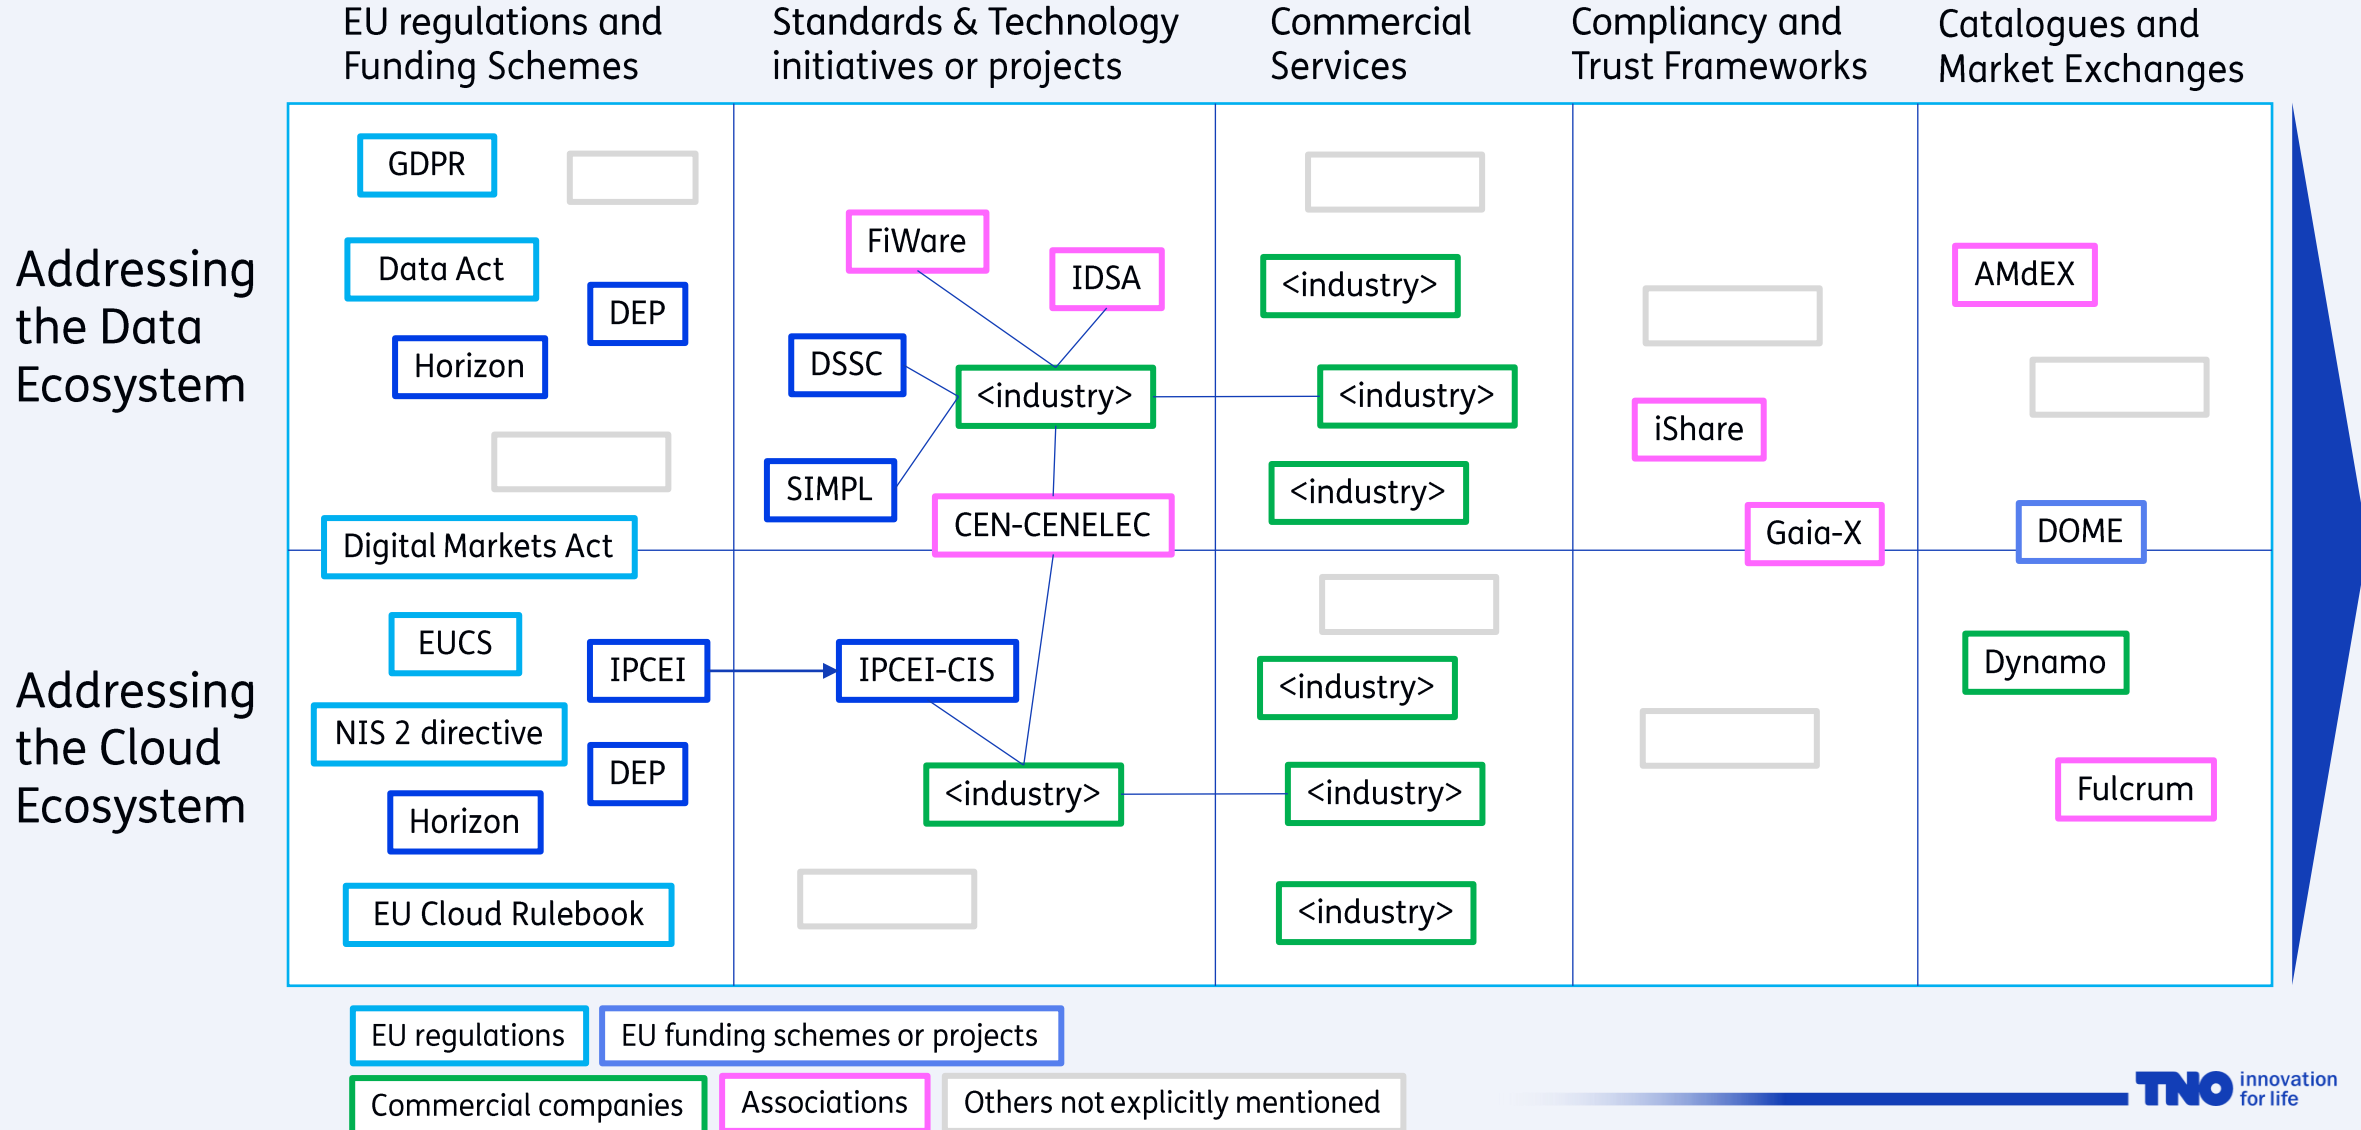 EU regulations and
Funding Schemes
Standards & Technology
initiatives or projects
Commercial
Services
Compliancy and
Trust Frameworks
Catalogues and
Market Exchanges
Addressing
the Data
Ecosystem
GDPR
Data Act
DEP
Horizon
FiWare
IDSA
DSSC
<industry>
SIMPL
CEN-CENELEC
<industry>
<industry>
<industry>
iShare
Gaia-X
AMdEX
DOME
Digital Markets Act
Addressing
the Cloud
Ecosystem
EUCS
IPCEI
NIS 2 directive
DEP
Horizon
EU Cloud Rulebook
IPCEI-CIS
<industry>
<industry>
<industry>
<industry>
Dynamo
Fulcrum
EU regulations
EU funding schemes or projects
Commercial companies
Associations
Others not explicitly mentioned
TNO innovation
for life